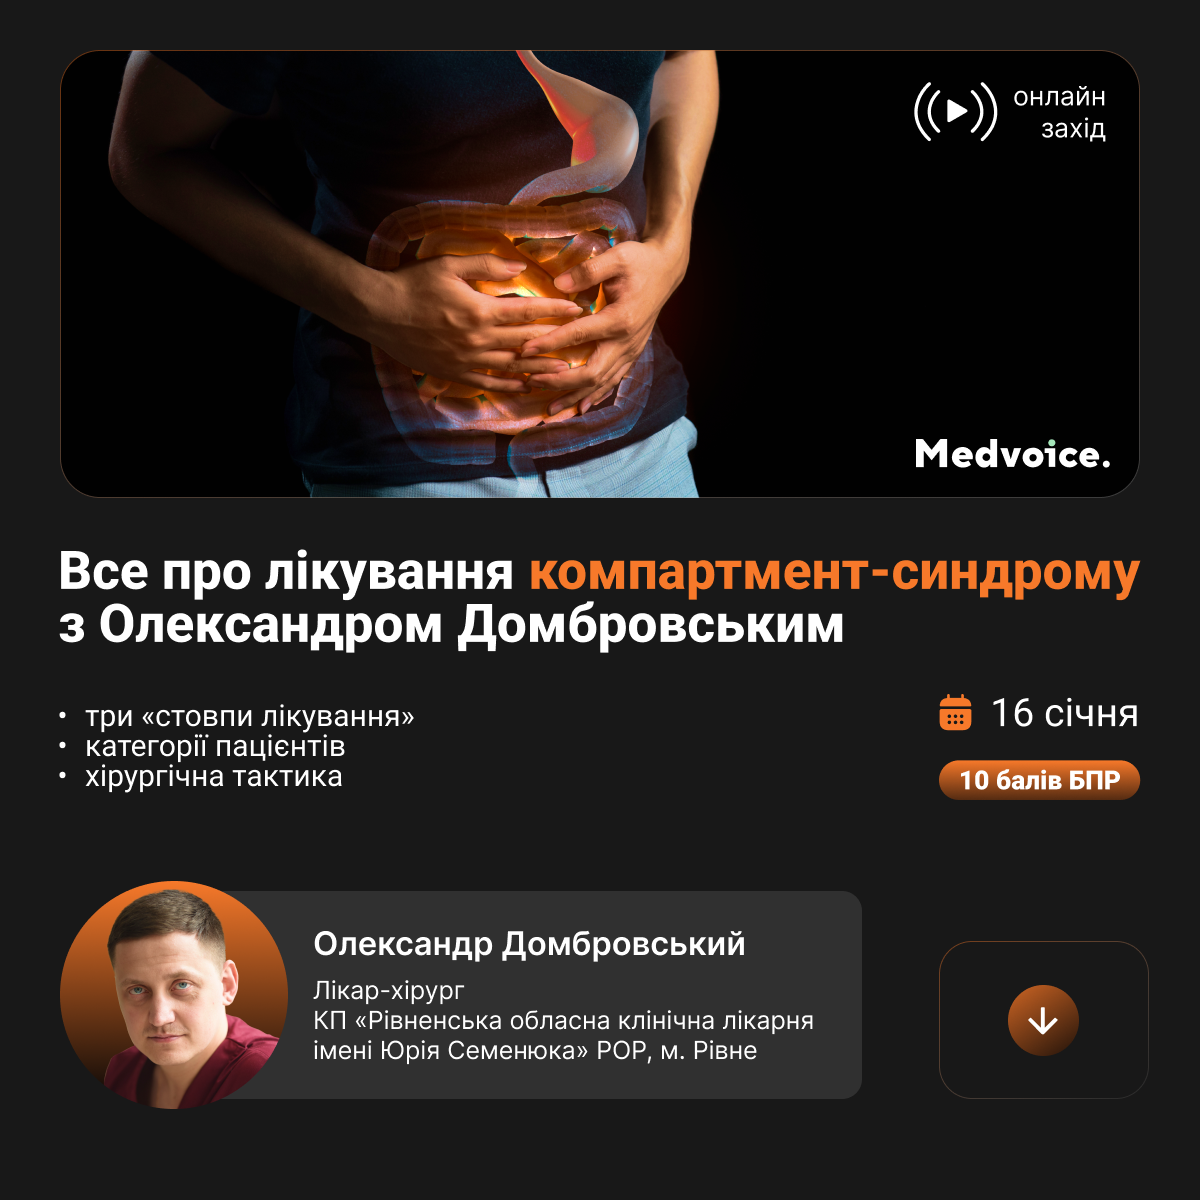 онлайн
захід
Medvoice.
Все про лікування компартмент-синдрому
з Олександром Домбровським
• три «стовпи лікування»
• категорії пацієнтів
• хірургічна тактика
16 січня
10 балів БПР
Олександр Домбровський
Лікар-хірург
КП «Рівненська обласна клінічна лікарня
імені Юрія Семенюка» РОР, м. Рівне